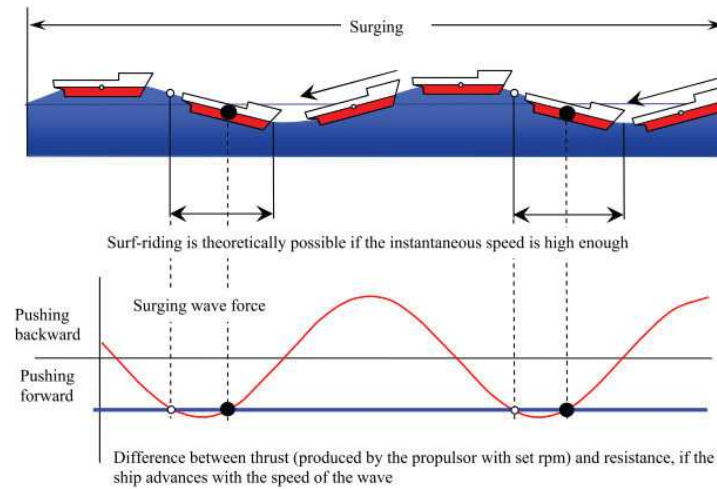 Surging
Surf-riding is theoretically possible if the instantaneous speed is high enough
Surging wave force
Pushing
backward
Pushing
forward
Difference between thrust (produced by the propulsor with set rpm) and resistance, if the
ship advances with the speed of the wave